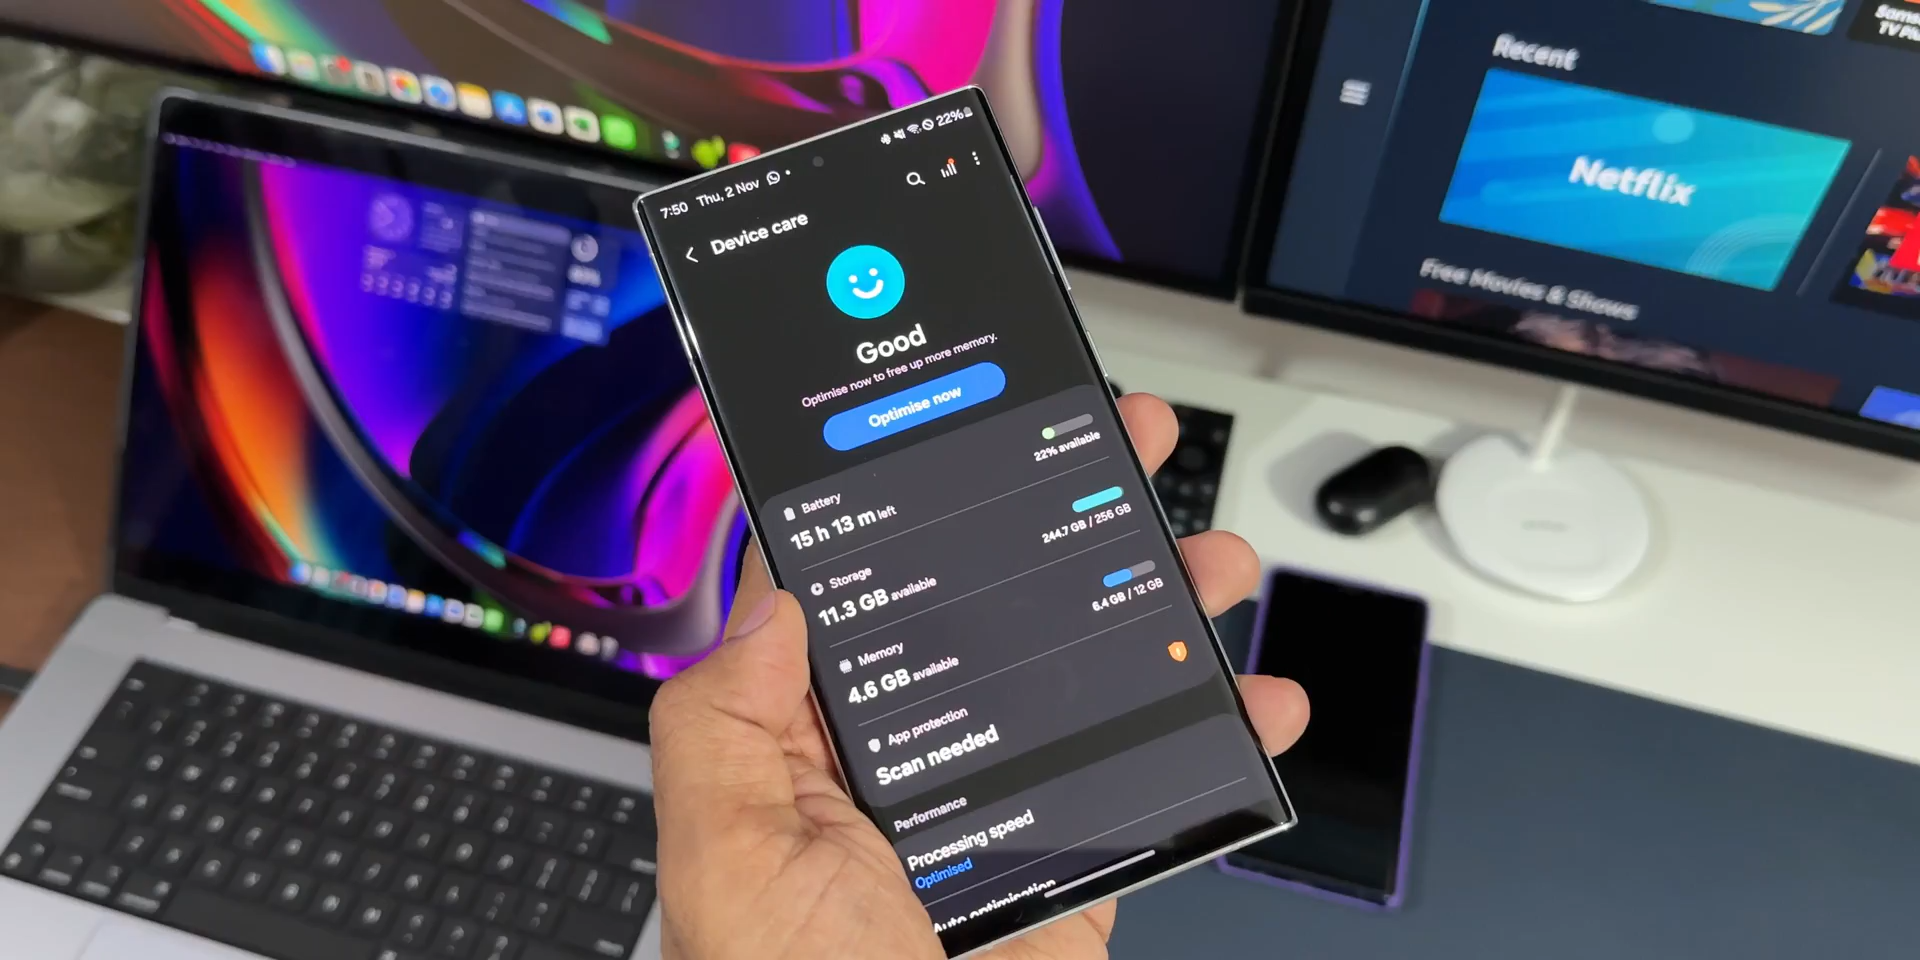 7:50 Thu, 2 Nov
22%
Device care
Good
Optimise now to free up more memory.
Optimise now
Battery
15 h 13 m left
22% available
Storage
11.3 GB available
244.7 GB / 256 GB
Memory
4.6 GB available
6.4 GB / 12 GB
App protection
Scan needed
Performance
Processing speed
Optimised
Auto optimisation
Recent
Netflix
Free Movies & Shows